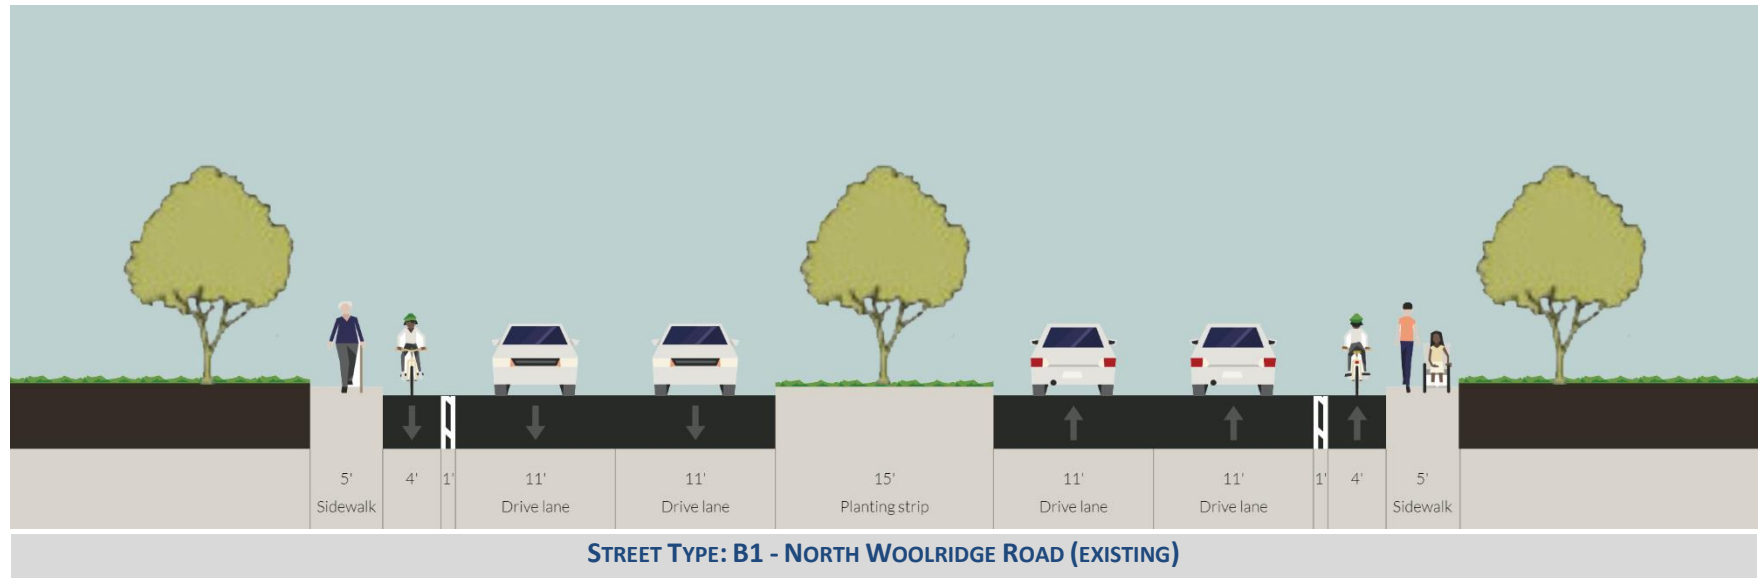 5' 4' 1' 11' 11' 15' 11' 11' 1' 4' 5'
Sidewalk Drive lane Drive lane Planting strip Drive lane Drive lane Sidewalk
STREET TYPE: B1 - NORTH WOOLRIDGE ROAD (EXISTING)